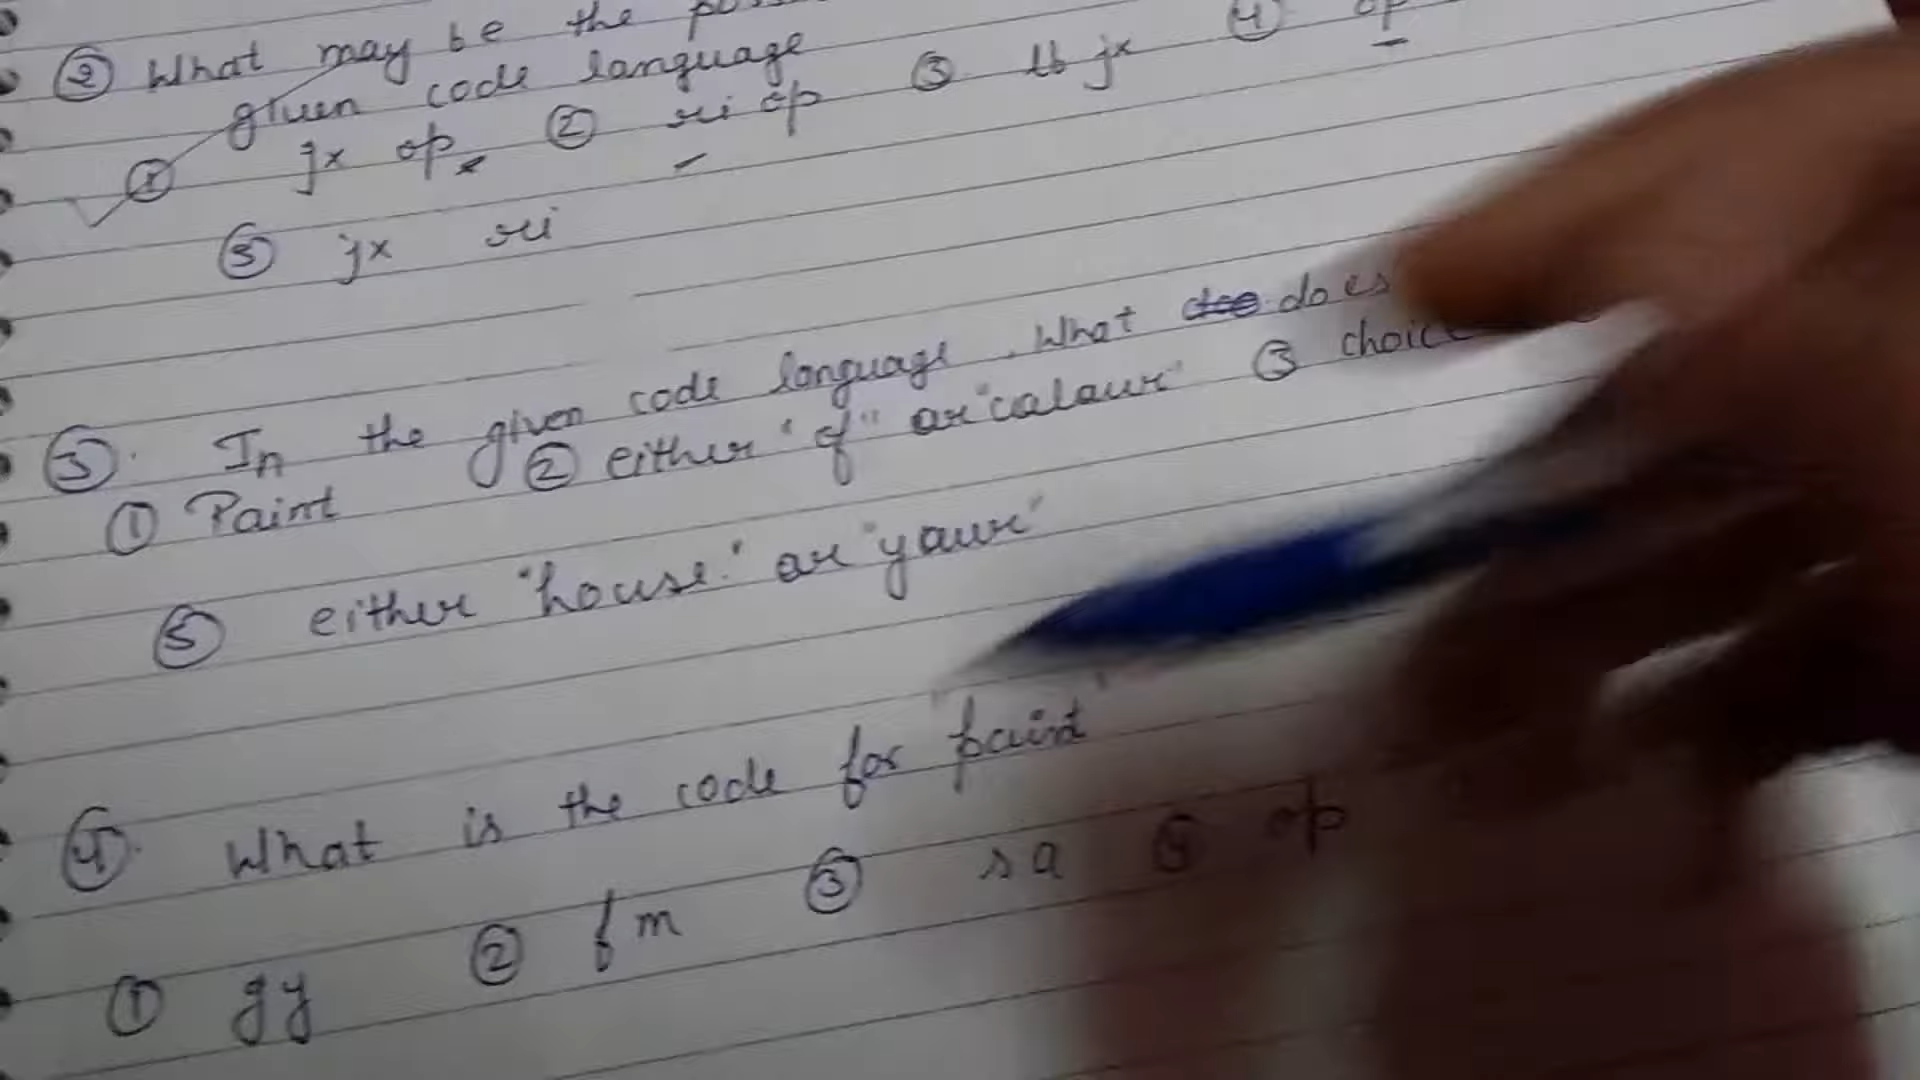 ② What may be the
given code language
① jx op ② ri op ③ tb jx ④ op
⑤ jx ri
③. In the given code language. What does
① Paint ② either "of" or "colour" ③ choice
⑤ either "house" or "your"
④. What is the code for "paint"
① gy ② fm ③ sa ④ op